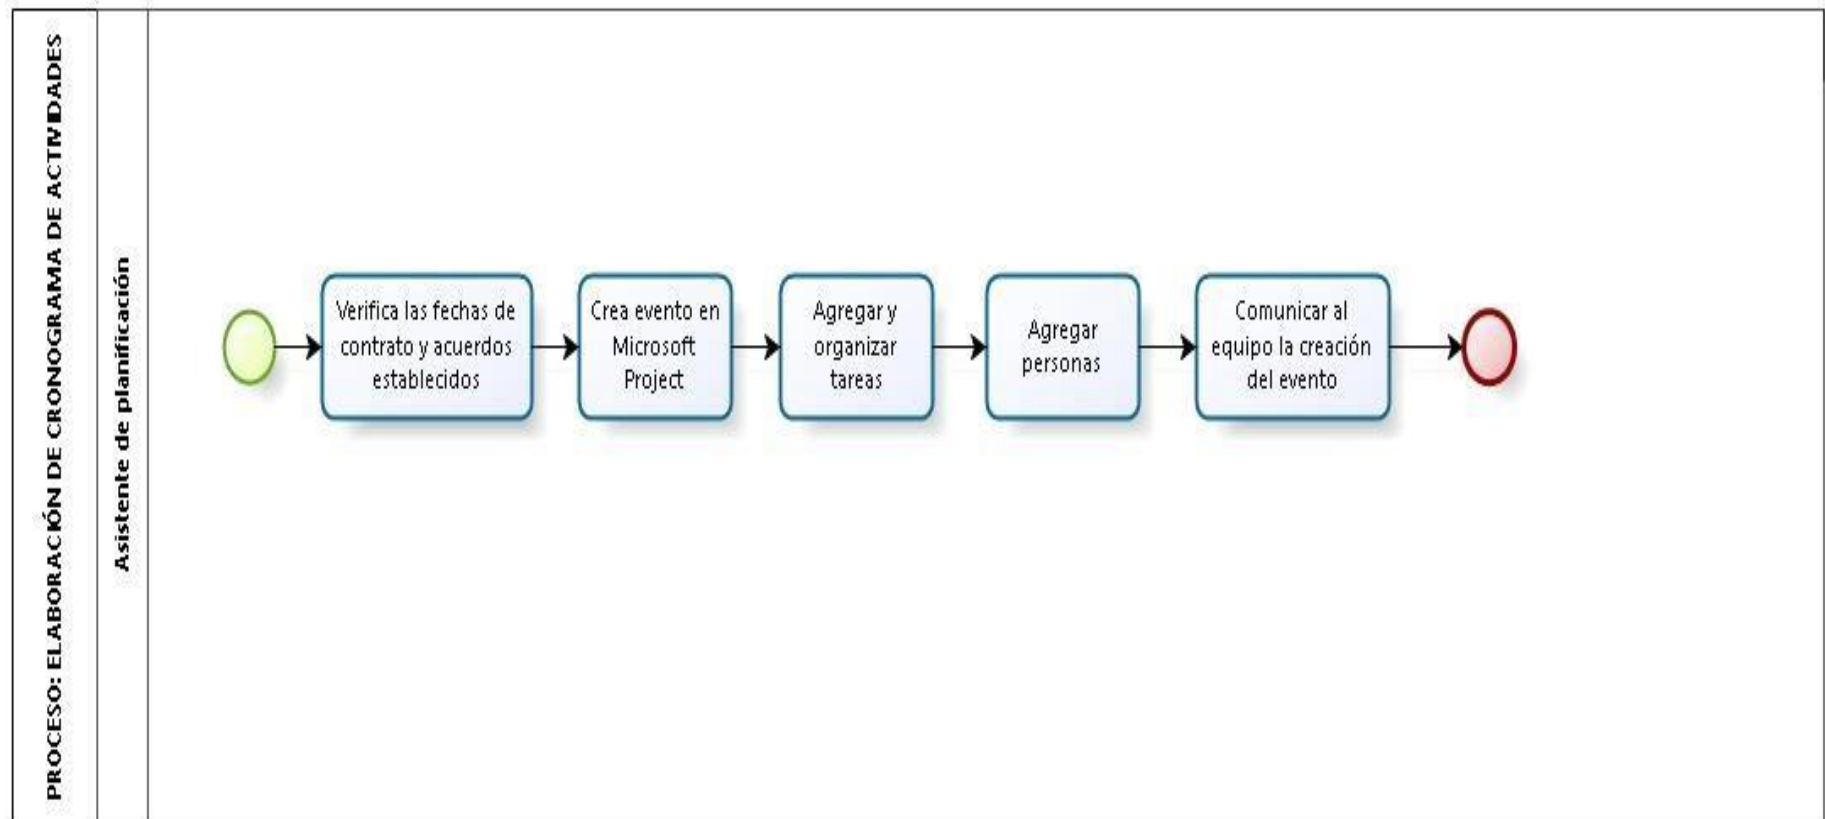 PROCESO: ELABORACIÓN DE CRONOGRAMA DE ACTIVIDADES
Asistente de planificación
Verifica las fechas de
contrato y acuerdos
establecidos
Crea evento en
Microsoft
Project
Agregar y
organizar
tareas
Agregar
personas
Comunicar al
equipo la creación
del evento